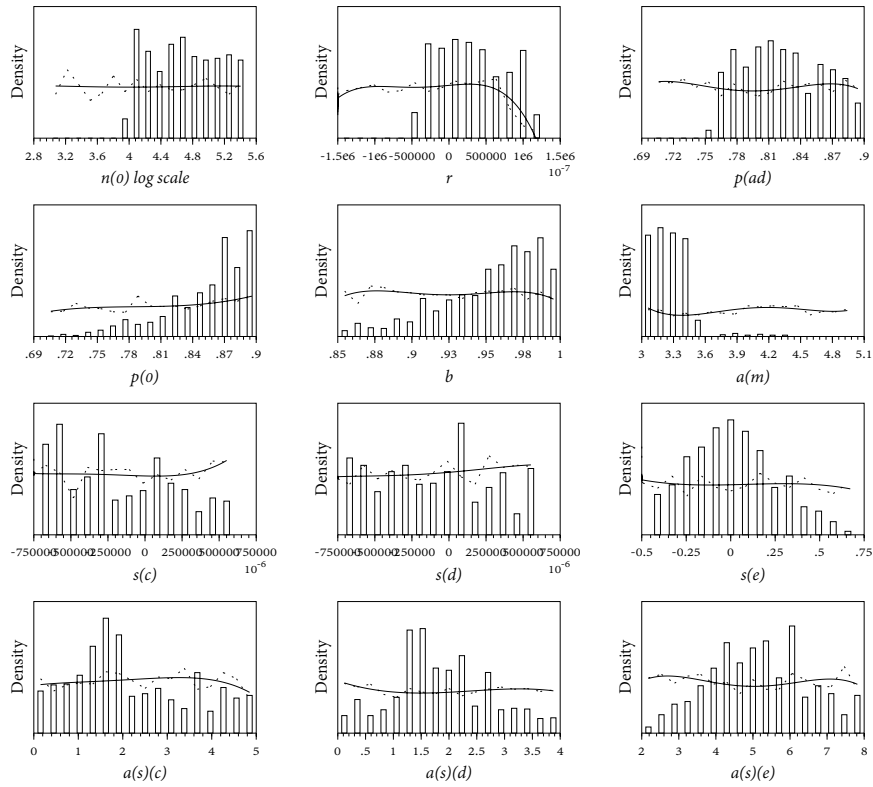 Density
2.8 3.2 3.6 4 4.4 4.8 5.2 5.6
n(0) log scale
Density
-1.5e6 -1e6 -500000 0 500000 1e6 1.5e6
10-7
r
Density
.69 .72 .75 .78 .81 .84 .87 .9
p(ad)
Density
.69 .72 .75 .78 .81 .84 .87 .9
p(0)
Density
.85 .88 .9 .93 .95 .98 1
b
Density
3 3.3 3.6 3.9 4.2 4.5 4.8 5.1
a(m)
Density
-750000 -500000 -250000 0 250000 500000 750000
10-6
s(c)
Density
-750000 -500000 -250000 0 250000 500000 750000
10-6
s(d)
Density
-0.5 -0.25 0 .25 .5 .75
s(e)
Density
0 1 2 3 4 5
a(s)(c)
Density
0 .5 1 1.5 2 2.5 3 3.5 4
a(s)(d)
Density
2 3 4 5 6 7 8
a(s)(e)